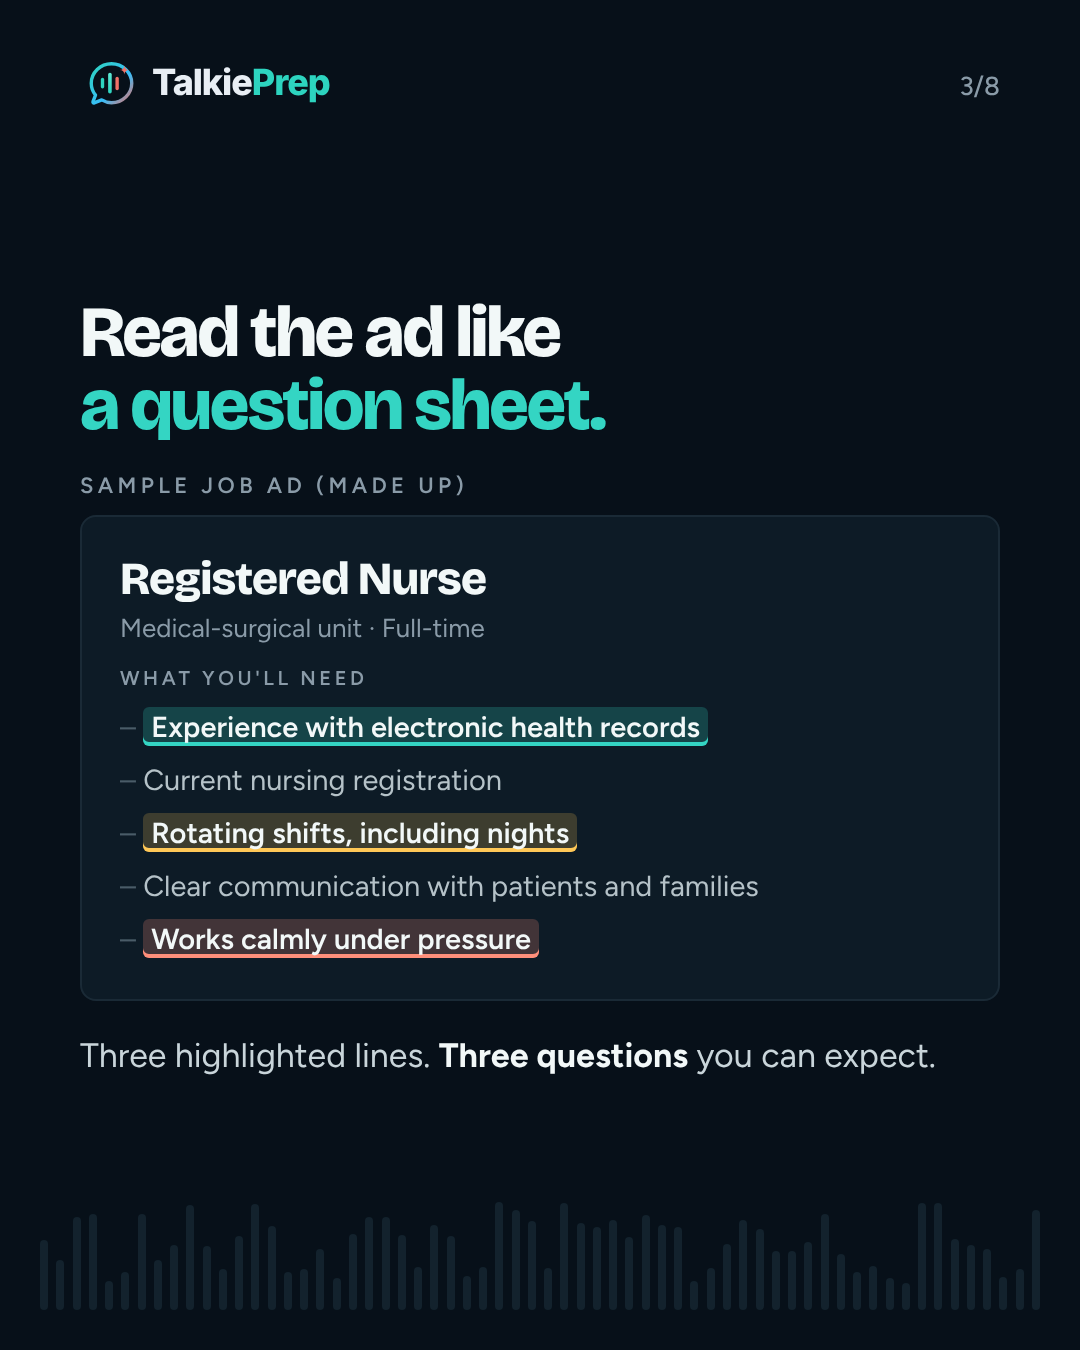 TalkiePrep
3/8
Read the ad like
a question sheet.
SAMPLE JOB AD (MADE UP)
Registered Nurse
Medical-surgical unit · Full-time
WHAT YOU'LL NEED
– Experience with electronic health records
– Current nursing registration
– Rotating shifts, including nights
– Clear communication with patients and families
– Works calmly under pressure
Three highlighted lines. Three questions you can expect.